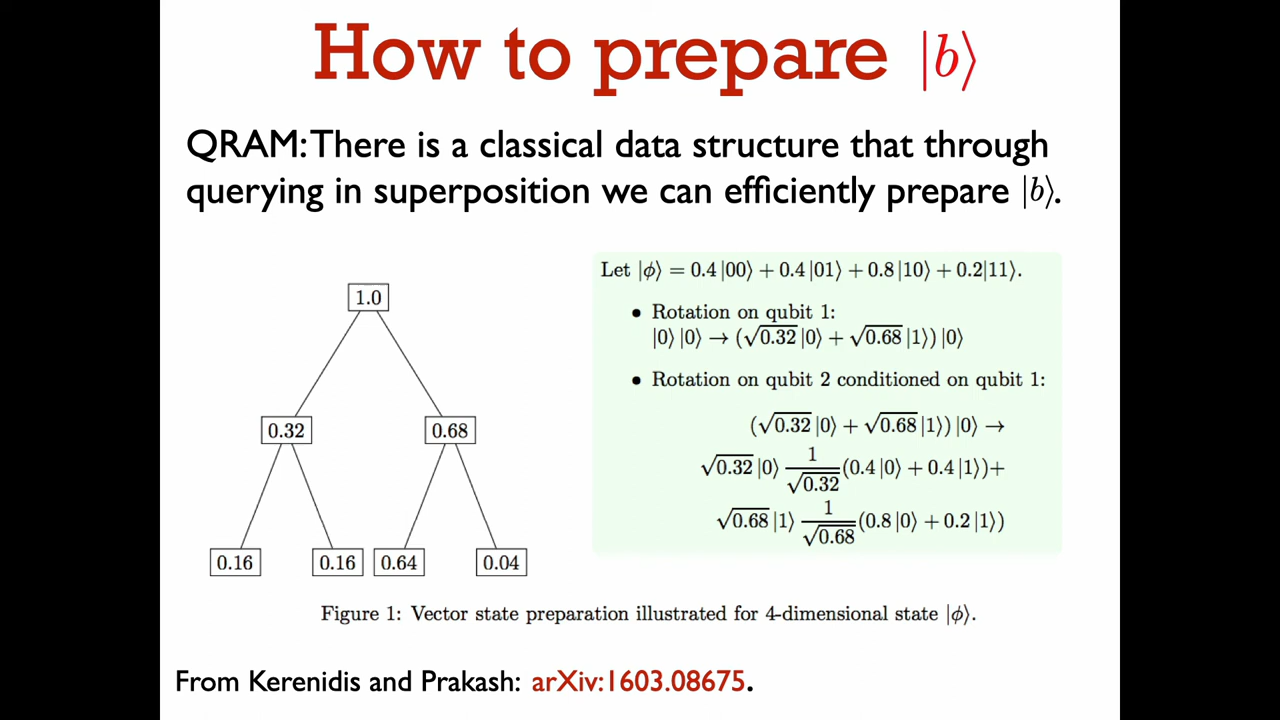 How to prepare |b⟩
QRAM: There is a classical data structure that through
querying in superposition we can efficiently prepare |b⟩.
1.0
0.32 0.68
0.16 0.16 0.64 0.04
Let |ϕ⟩ = 0.4 |00⟩ + 0.4 |01⟩ + 0.8 |10⟩ + 0.2|11⟩.
• Rotation on qubit 1:
|0⟩ |0⟩ → (√0.32 |0⟩ + √0.68 |1⟩) |0⟩
• Rotation on qubit 2 conditioned on qubit 1:
(√0.32 |0⟩ + √0.68 |1⟩) |0⟩ →
√0.32 |0⟩ 1/√0.32 (0.4 |0⟩ + 0.4 |1⟩)+
√0.68 |1⟩ 1/√0.68 (0.8 |0⟩ + 0.2 |1⟩)
Figure 1: Vector state preparation illustrated for 4-dimensional state |ϕ⟩.
From Kerenidis and Prakash: arXiv:1603.08675.